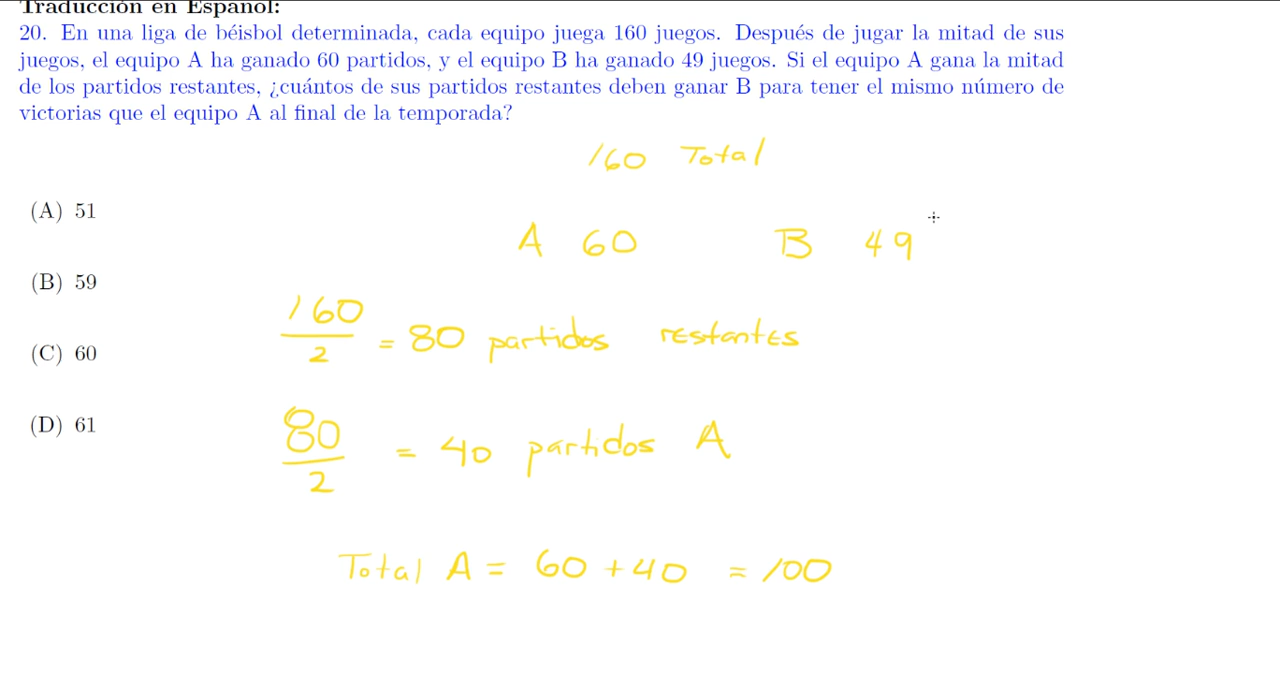 Traducción en Español:
20. En una liga de béisbol determinada, cada equipo juega 160 juegos. Después de jugar la mitad de sus
juegos, el equipo A ha ganado 60 partidos, y el equipo B ha ganado 49 juegos. Si el equipo A gana la mitad
de los partidos restantes, ¿cuántos de sus partidos restantes deben ganar B para tener el mismo número de
victorias que el equipo A al final de la temporada?
160 Total
(A) 51
A 60 B 49
(B) 59
160/2 = 80 partidos restantes
(C) 60
(D) 61
80/2 = 40 partidos A
Total A = 60 + 40 = 100